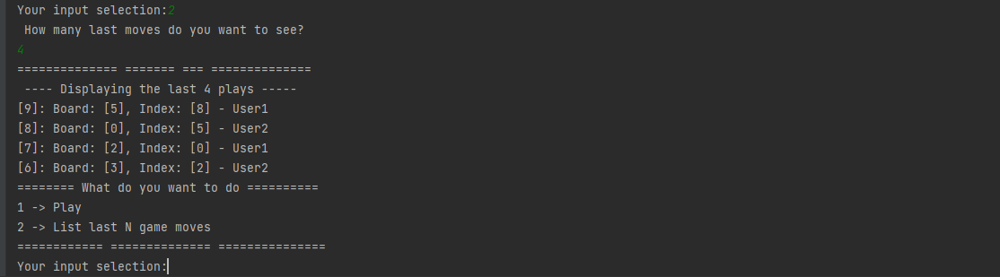 Your input selection:2
 How many last moves do you want to see?
4
============== ======= === ==============
 ---- Displaying the last 4 plays -----
[9]: Board: [5], Index: [8] - User1
[8]: Board: [0], Index: [5] - User2
[7]: Board: [2], Index: [0] - User1
[6]: Board: [3], Index: [2] - User2
======== What do you want to do ==========
1 -> Play
2 -> List last N game moves
============ ============== ===============
Your input selection: